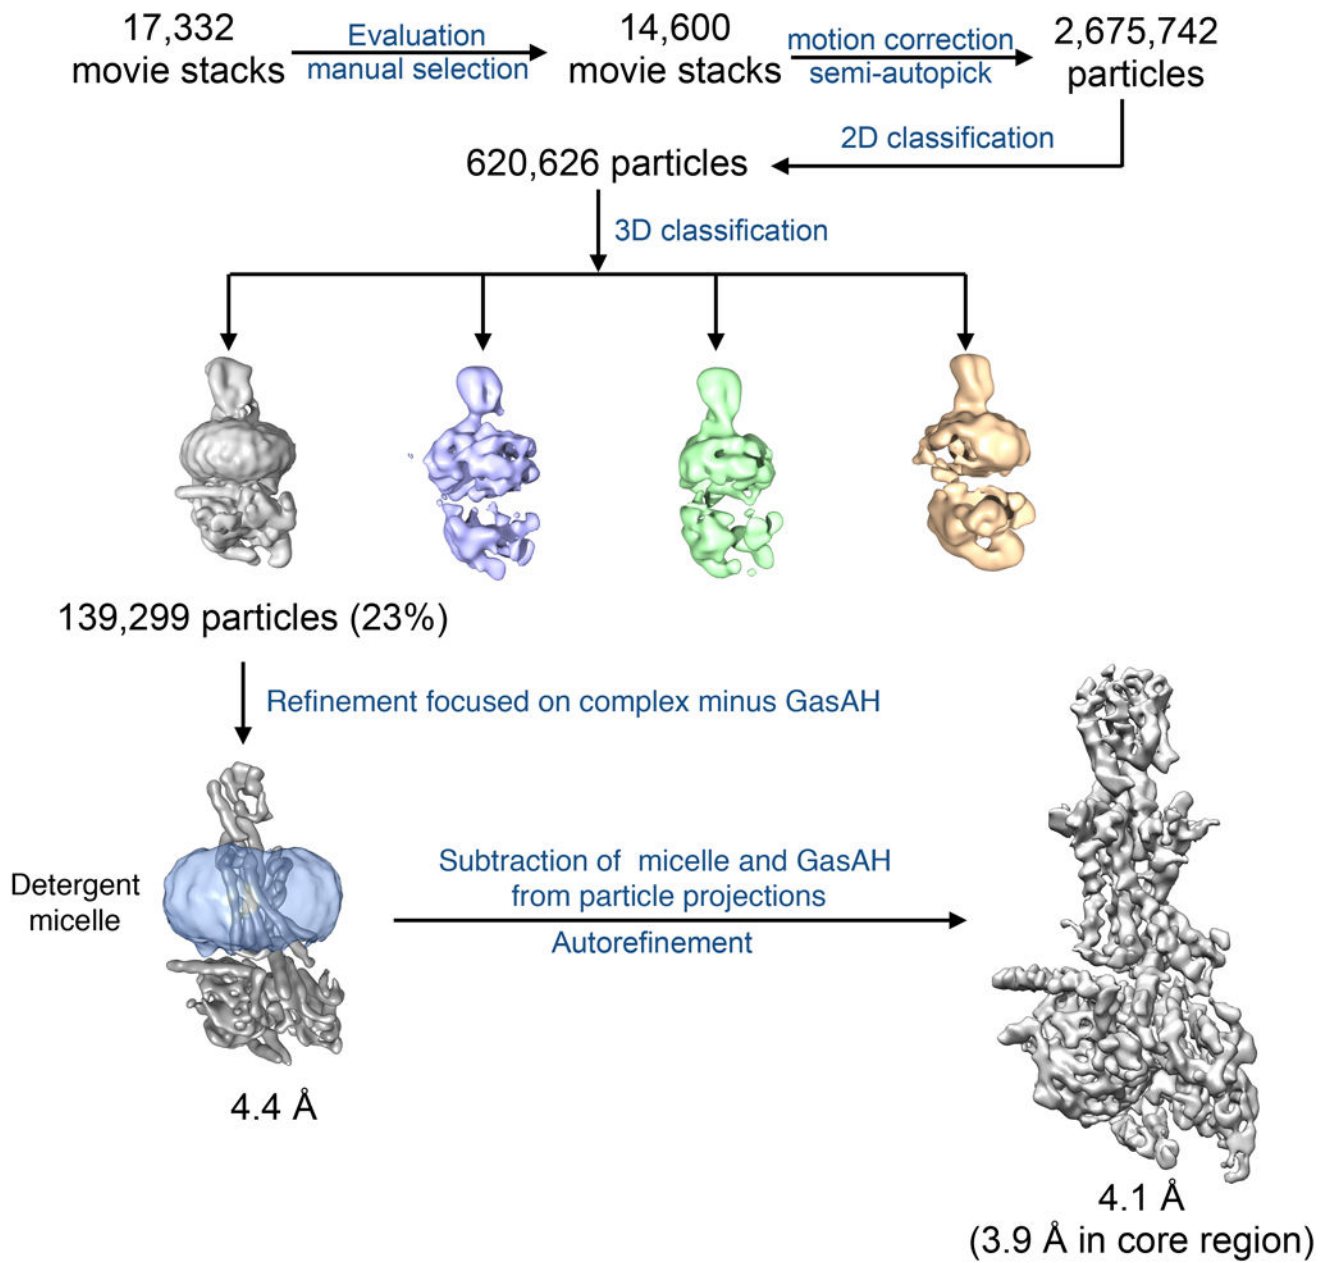 17,332
movie stacks
Evaluation
manual selection
14,600
movie stacks
motion correction
semi-autopick
2,675,742
particles
2D classification
620,626 particles
3D classification
139,299 particles (23%)
Refinement focused on complex minus GasAH
Detergent
micelle
Subtraction of micelle and GasAH
from particle projections
Autorefinement
4.4 Å
4.1 Å
(3.9 Å in core region)